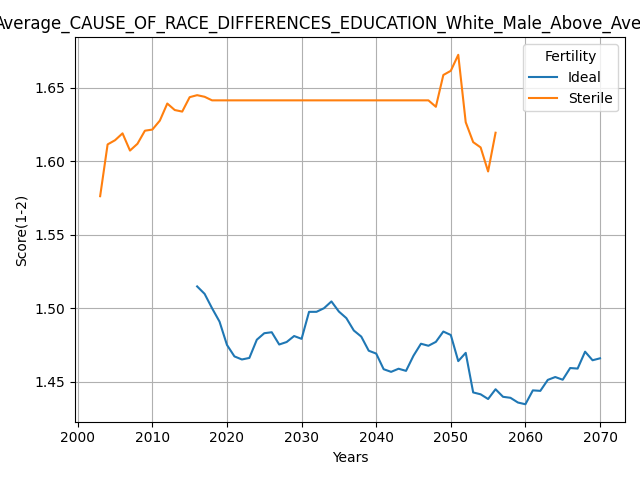 Average_CAUSE_OF_RACE_DIFFERENCES_EDUCATION_White_Male_Above_Ave
Fertility
Ideal
Sterile
Score(1-2)
1.65
1.60
1.55
1.50
1.45
2000 2010 2020 2030 2040 2050 2060 2070
Years